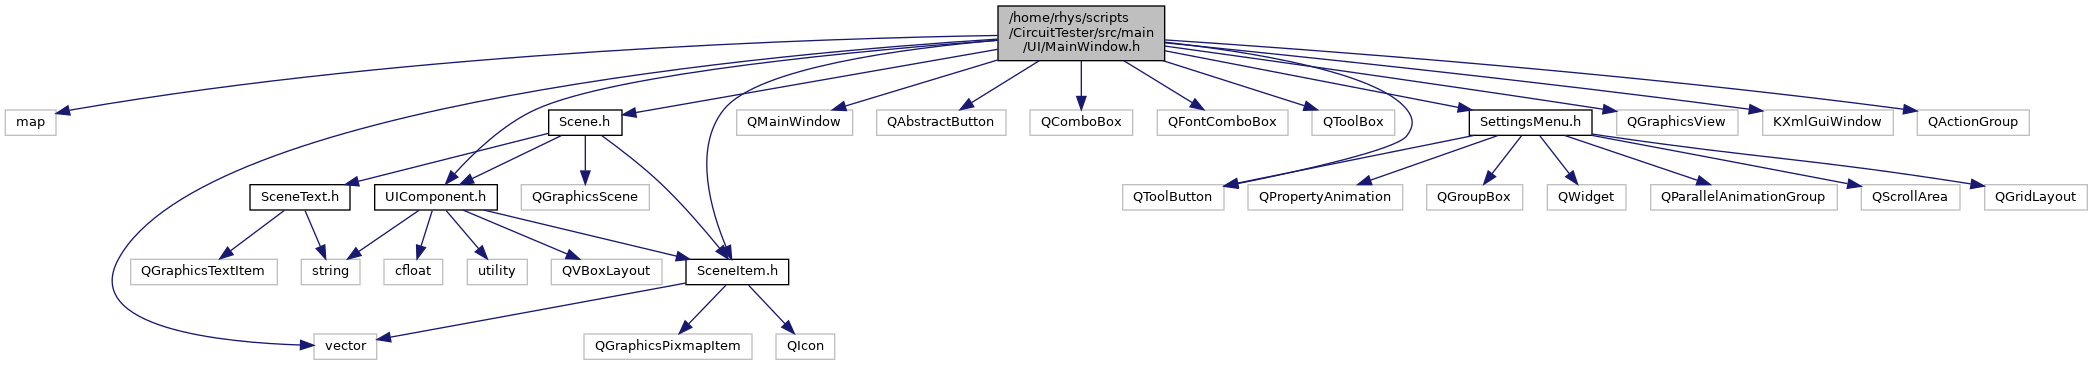 /home/rhys/scripts
/CircuitTester/src/main
/UI/MainWindow.h
map
Scene.h
QMainWindow
QAbstractButton
QComboBox
QFontComboBox
QToolBox
SettingsMenu.h
QGraphicsView
KXmlGuiWindow
QActionGroup
SceneText.h
UIComponent.h
QGraphicsScene
QToolButton
QPropertyAnimation
QGroupBox
QWidget
QParallelAnimationGroup
QScrollArea
QGridLayout
QGraphicsTextItem
string
cfloat
utility
QVBoxLayout
SceneItem.h
vector
QGraphicsPixmapItem
QIcon